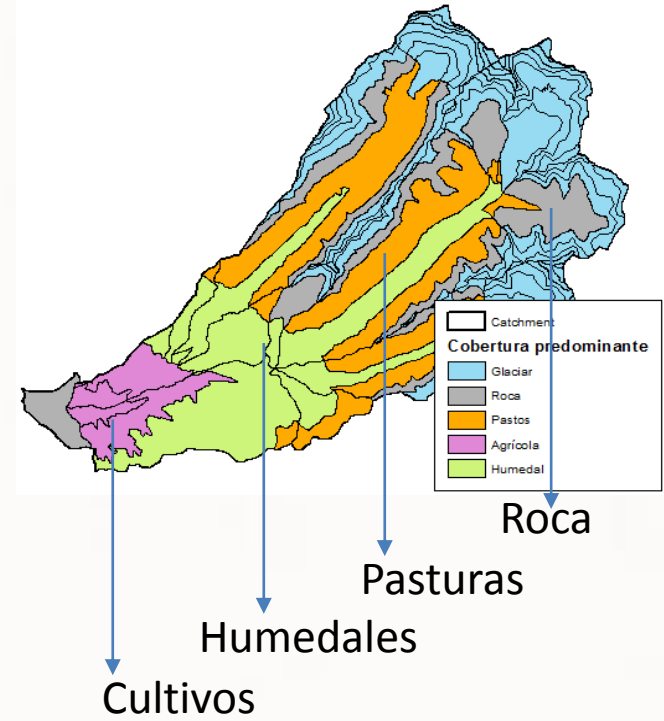 Catchment
Cobertura predominante
Glaciar
Roca
Pastos
Agrícola
Humedal
Roca
Pasturas
Humedales
Cultivos